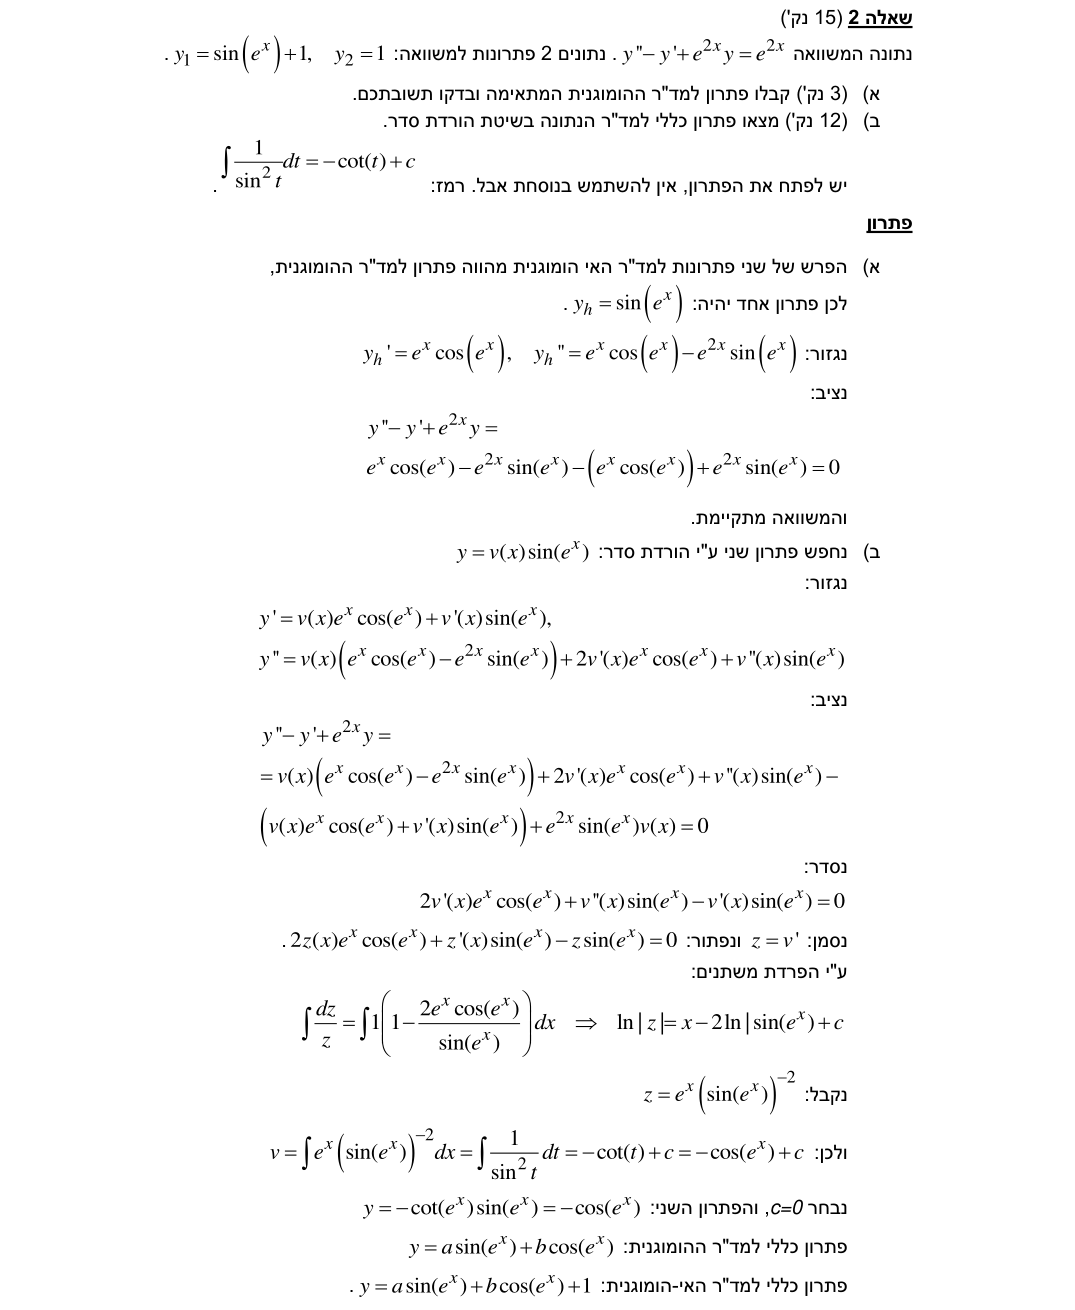 שאלה 2 (15 נק')
נתונה המשוואה y"− y'+e^{2x} y = e^{2x} . נתונים 2 פתרונות למשוואה: y_1 = sin(e^x)+1, y_2 = 1 .
א) (3 נק') קבלו פתרון למד"ר ההומוגנית המתאימה ובדקו תשובתכם.
ב) (12 נק') מצאו פתרון כללי למד"ר הנתונה בשיטת הורדת סדר.
יש לפתח את הפתרון, אין להשתמש בנוסחת אבל. רמז: ∫ 1/sin^2 t dt = −cot(t)+c .
פתרון
א) הפרש של שני פתרונות למד"ר האי הומוגנית מהווה פתרון למד"ר ההומוגנית,
לכן פתרון אחד יהיה: y_h = sin(e^x) .
נגזור: y_h' = e^x cos(e^x), y_h" = e^x cos(e^x)−e^{2x} sin(e^x)
נציב:
y"− y'+e^{2x} y =
e^x cos(e^x)−e^{2x} sin(e^x)−(e^x cos(e^x))+e^{2x} sin(e^x) = 0
והמשוואה מתקיימת.
ב) נחפש פתרון שני ע"י הורדת סדר: y = v(x)sin(e^x)
נגזור:
y' = v(x)e^x cos(e^x)+v'(x)sin(e^x),
y" = v(x)(e^x cos(e^x)−e^{2x} sin(e^x))+2v'(x)e^x cos(e^x)+v"(x)sin(e^x)
נציב:
y"− y'+e^{2x} y =
= v(x)(e^x cos(e^x)−e^{2x} sin(e^x))+2v'(x)e^x cos(e^x)+v"(x)sin(e^x)−
(v(x)e^x cos(e^x)+v'(x)sin(e^x))+e^{2x} sin(e^x)v(x) = 0
נסדר:
2v'(x)e^x cos(e^x)+v"(x)sin(e^x)−v'(x)sin(e^x) = 0
נסמן: z = v' ונפתור: 2z(x)e^x cos(e^x)+z'(x)sin(e^x)−z sin(e^x) = 0 .
ע"י הפרדת משתנים:
∫ dz/z = ∫1(1− 2e^x cos(e^x)/sin(e^x))dx ⇒ ln|z|= x−2ln|sin(e^x)+c
נקבל: z = e^x (sin(e^x))^{−2}
ולכן: v = ∫e^x (sin(e^x))^{−2} dx = ∫ 1/sin^2 t dt = −cot(t)+c = −cos(e^x)+c
נבחר c=0, והפתרון השני: y = −cot(e^x)sin(e^x) = −cos(e^x)
פתרון כללי למד"ר ההומוגנית: y = a sin(e^x)+b cos(e^x)
פתרון כללי למד"ר האי-הומוגנית: y = a sin(e^x)+b cos(e^x)+1 .